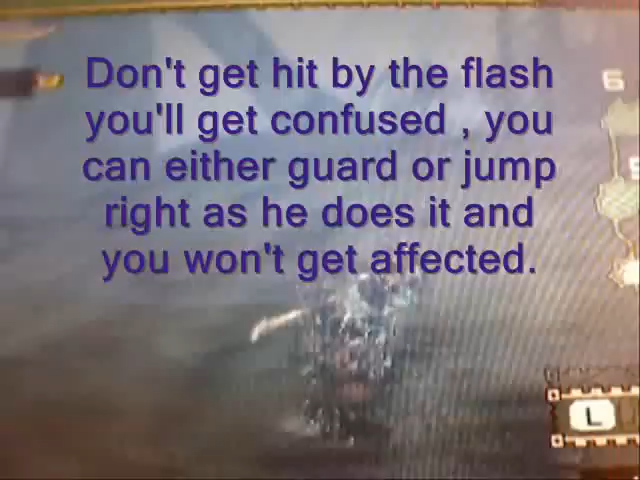 Don't get hit by the flash
you'll get confused , you
can either guard or jump
right as he does it and
you won't get affected.
6
L